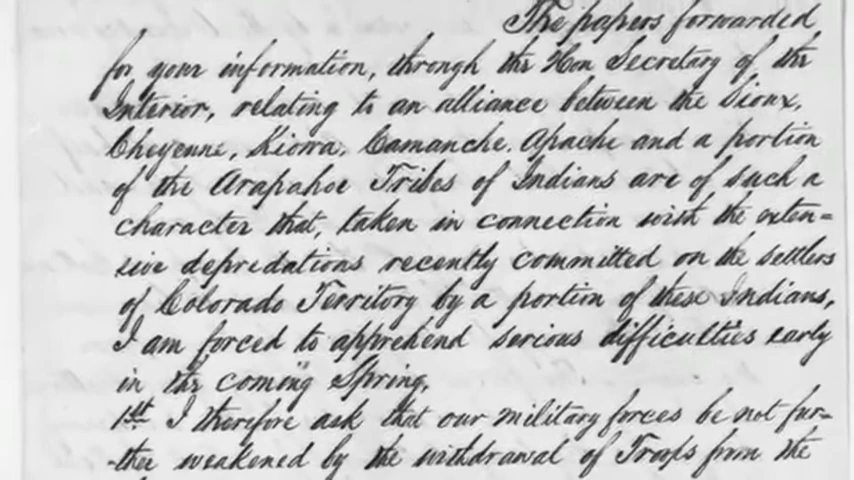 The papers forwarded
for your information, through the Hon Secretary of the
Interior, relating to an alliance between the Sioux,
Cheyenne, Kiowa, Camanche, Apache and a portion
of the Arapahoe Tribes of Indians are of such a
character that, taken in connection with the exten=
sive depredations recently committed on the settlers
of Colorado Territory by a portion of these Indians,
I am forced to apprehend serious difficulties early
in the coming Spring.
1st I therefore ask that our military forces be not fur=
-ther weakened by the withdrawal of Troops from the